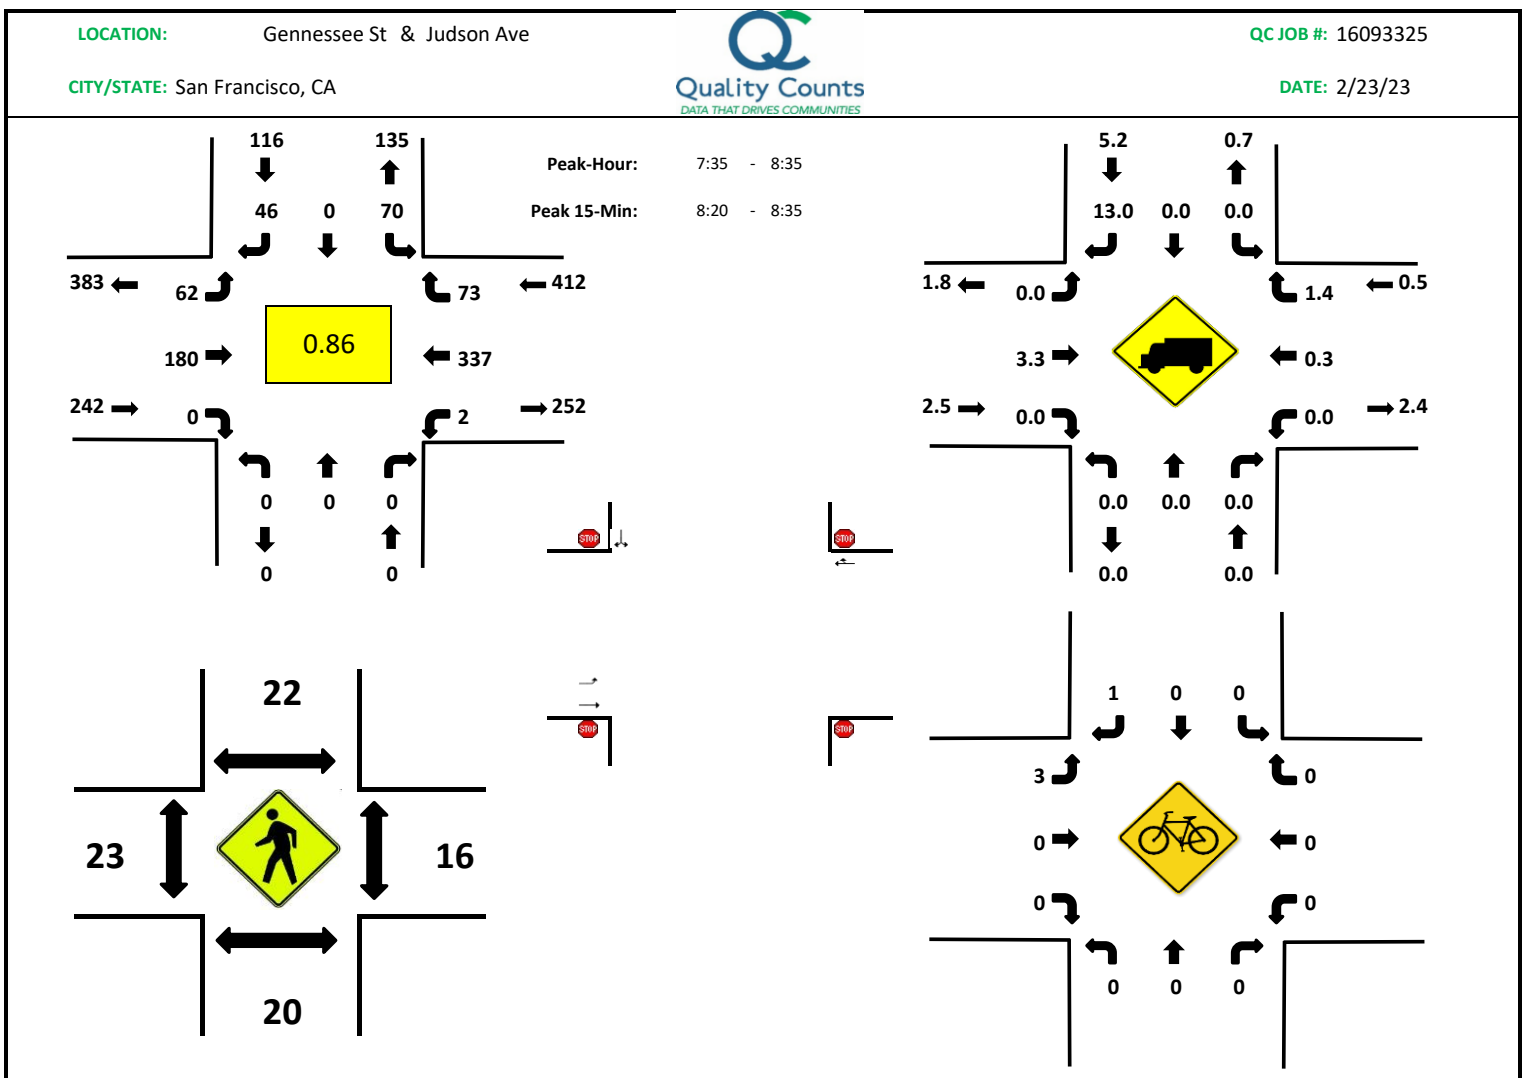 LOCATION: Gennessee St & Judson Ave
QC JOB #: 16093325
CITY/STATE: San Francisco, CA
DATE: 2/23/23
QC
Quality Counts
DATA THAT DRIVES COMMUNITIES
Peak-Hour: 7:35 - 8:35
Peak 15-Min: 8:20 - 8:35
116 135
46 0 70
383 62 73 412
0.86
180 337
242 0 2 252
0 0 0
0 0
5.2 0.7
13.0 0.0 0.0
1.8 0.0 1.4 0.5
3.3 0.3
2.5 0.0 0.0 2.4
0.0 0.0 0.0
0.0 0.0
STOP STOP
STOP STOP
22
23 16
20
1 0 0
3 0
0 0
0 0
0 0 0